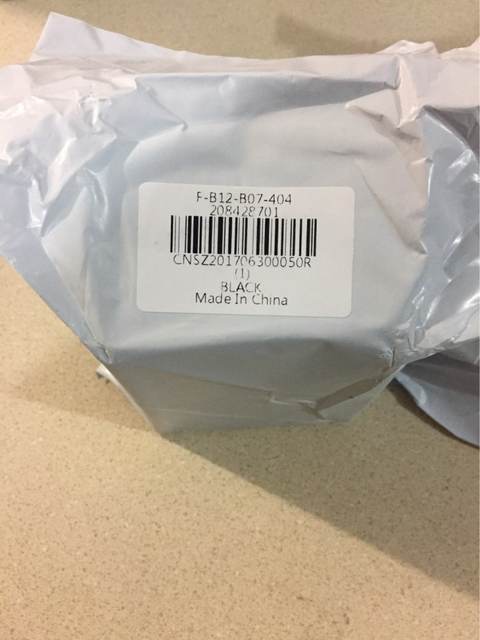 F-B12-B07-404
208428701
CNSZ201706300050R
(1)
BLACK
Made In China